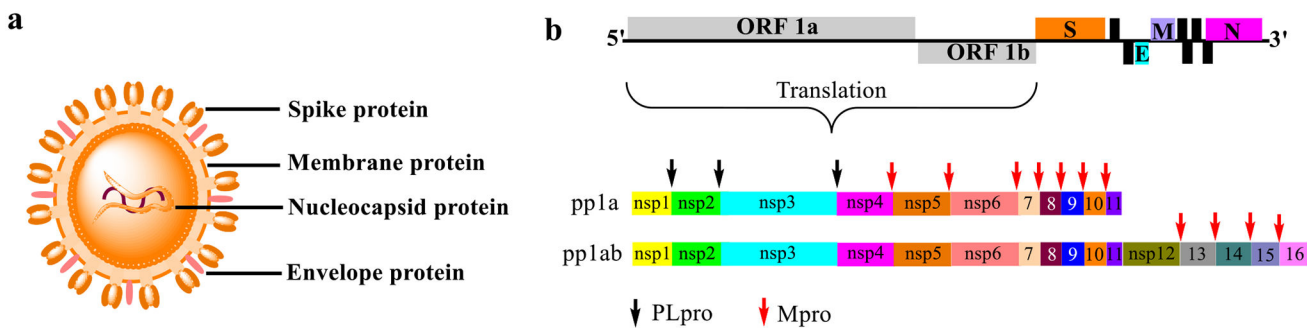 a
Spike protein
Membrane protein
Nucleocapsid protein
Envelope protein
b
5' ORF 1a S M N 3'
ORF 1b E
Translation
pp1a nsp1 nsp2 nsp3 nsp4 nsp5 nsp6 7 8 9 10 11
pp1ab nsp1 nsp2 nsp3 nsp4 nsp5 nsp6 7 8 9 10 11 nsp12 13 14 15 16
PLpro Mpro